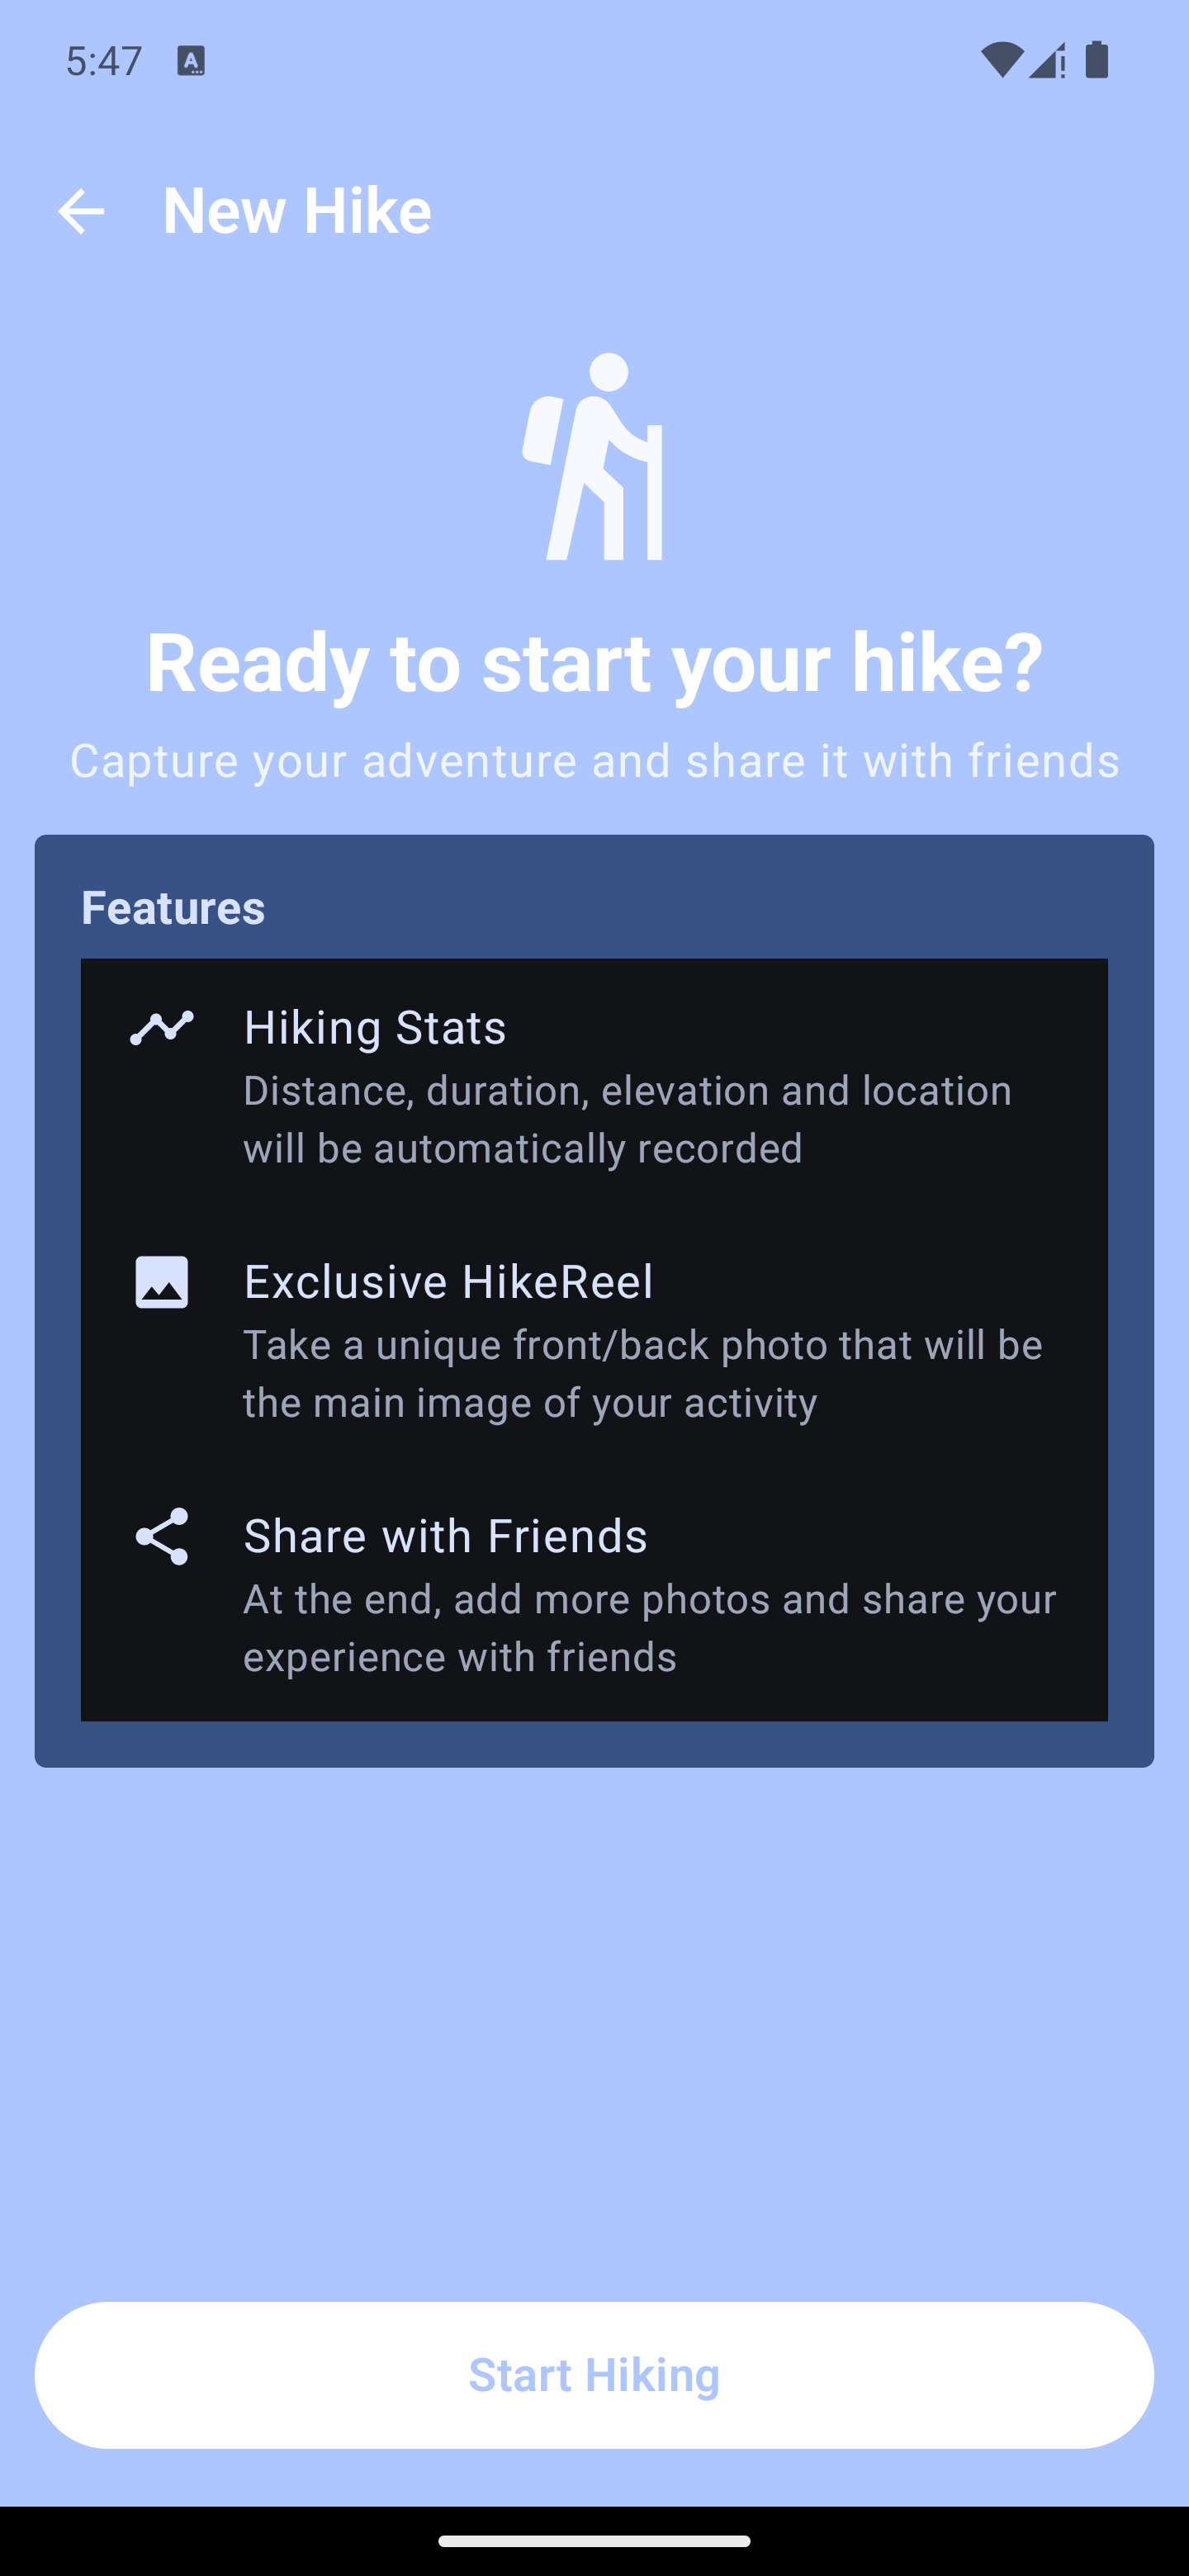 5:47
New Hike
Ready to start your hike?
Capture your adventure and share it with friends
Features
Hiking Stats
Distance, duration, elevation and location
will be automatically recorded
Exclusive HikeReel
Take a unique front/back photo that will be
the main image of your activity
Share with Friends
At the end, add more photos and share your
experience with friends
Start Hiking